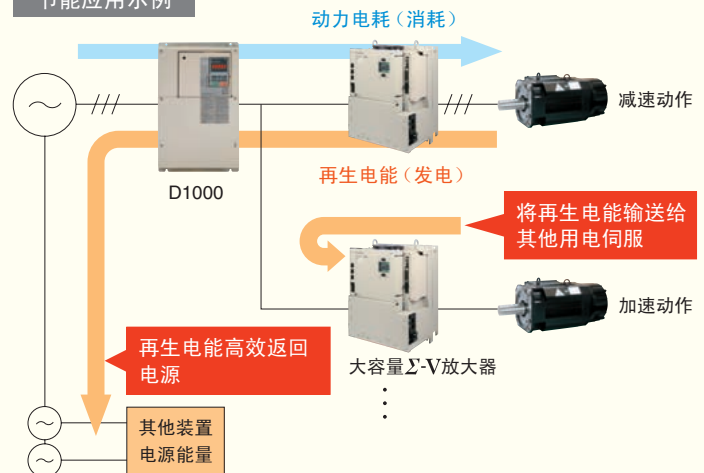 节能应用示例
动力电耗（消耗）
减速动作
D1000
再生电能（发电）
将再生电能输送给
其他用电伺服
加速动作
再生电能高效返回
电源
大容量Σ-V放大器
其他装置
电源能量